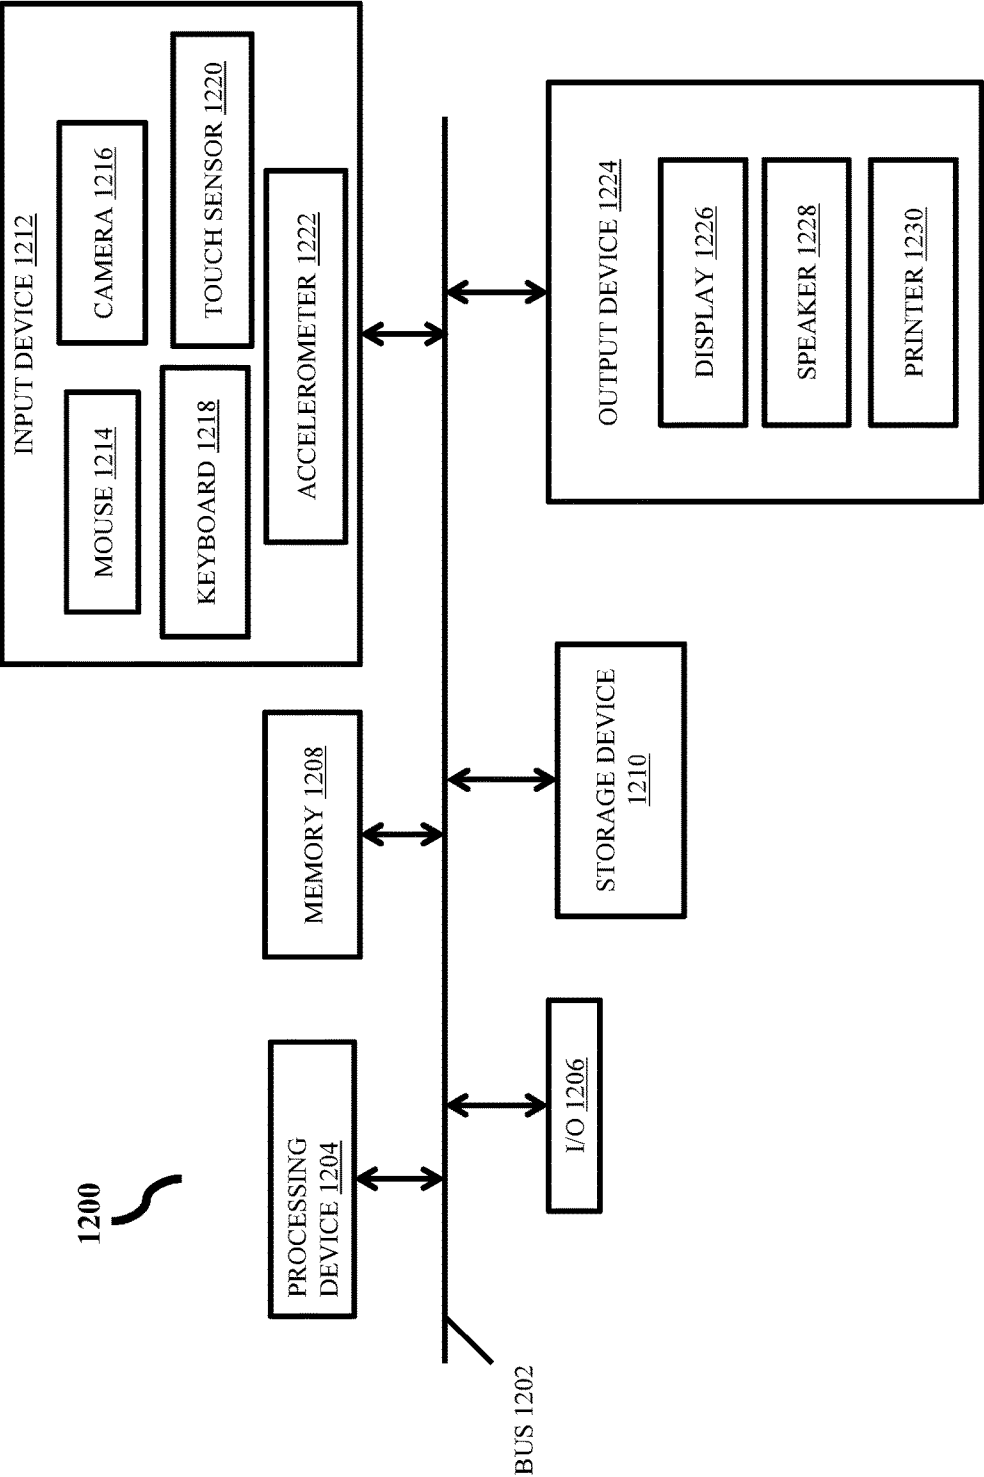 1200
INPUT DEVICE 1212
MOUSE 1214
CAMERA 1216
KEYBOARD 1218
TOUCH SENSOR 1220
ACCELEROMETER 1222
PROCESSING
DEVICE 1204
MEMORY 1208
BUS 1202
I/O 1206
STORAGE DEVICE
1210
OUTPUT DEVICE 1224
DISPLAY 1226
SPEAKER 1228
PRINTER 1230